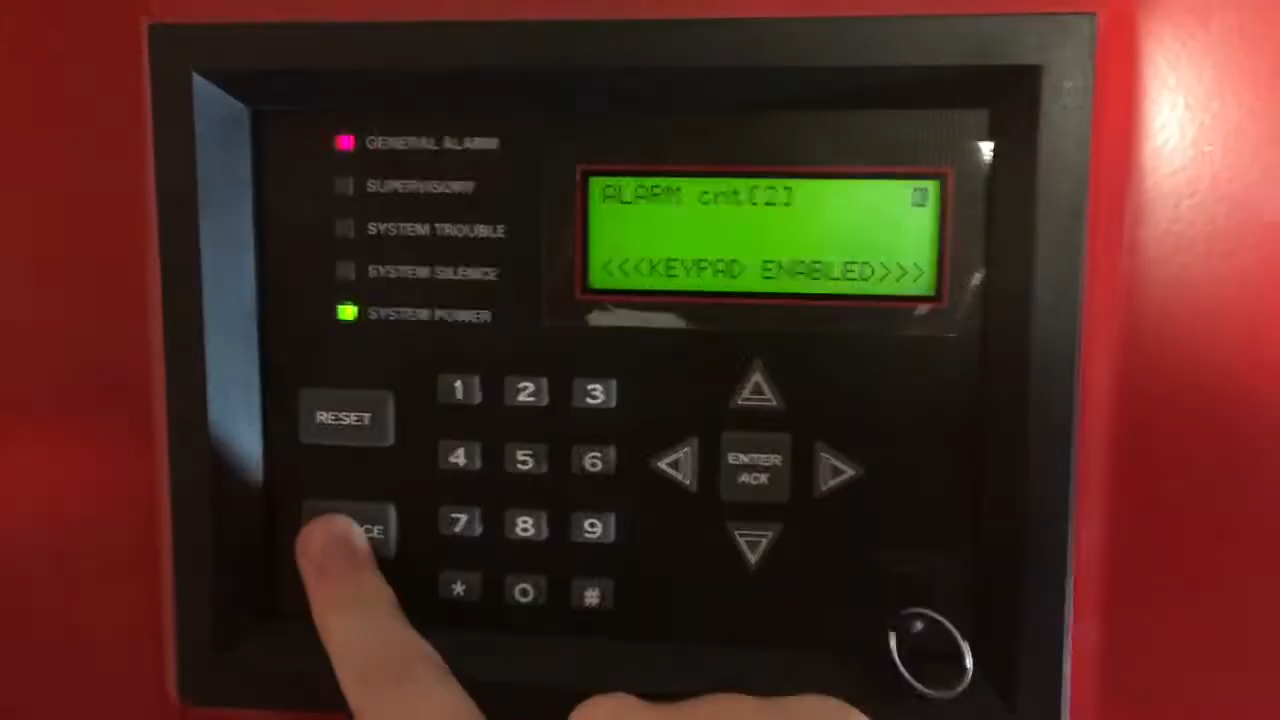 GENERAL ALARM
SUPERVISORY
SYSTEM TROUBLE
SYSTEM SILENCE
SYSTEM POWER
ALARM cnt[2]
<<<KEYPAD ENABLED>>>
RESET
CE
1 2 3
4 5 6
7 8 9
* 0 #
ENTER
ACK